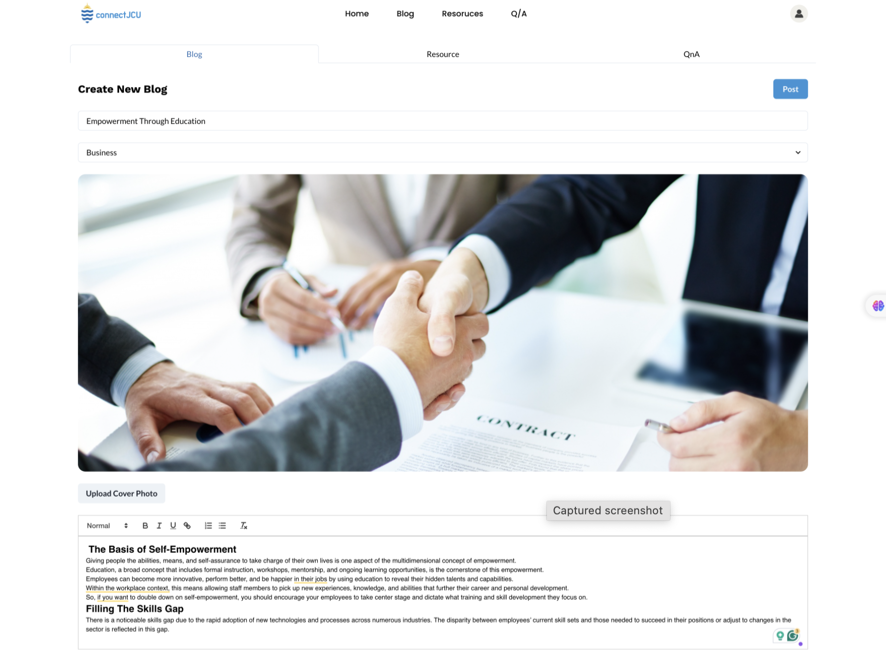 connectJCU
Home Blog Resoruces Q/A
Blog Resource QnA
Create New Blog
Post
Empowerment Through Education
Business
CONTRACT
Upload Cover Photo
Captured screenshot
Normal B I U
The Basis of Self-Empowerment
Giving people the abilities, means, and self-assurance to take charge of their own lives is one aspect of the multidimensional concept of empowerment.
Education, a broad concept that includes formal instruction, workshops, mentorship, and ongoing learning opportunities, is the cornerstone of this empowerment.
Employees can become more innovative, perform better, and be happier in their jobs by using education to reveal their hidden talents and capabilities.
Within the workplace context, this means allowing staff members to pick up new experiences, knowledge, and abilities that further their career and personal development.
So, if you want to double down on self-empowerment, you should encourage your employees to take center stage and dictate what training and skill development they focus on.
Filling The Skills Gap
There is a noticeable skills gap due to the rapid adoption of new technologies and processes across numerous industries. The disparity between employees' current skill sets and those needed to succeed in their positions or adjust to changes in the
sector is reflected in this gap.